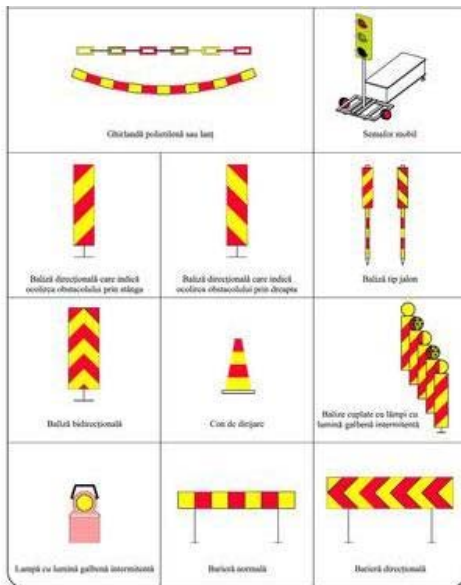 Ghirlandă polietilenă sau lanț
Semafor mobil
Baliză direcțională care indică
ocolirea obstacolului prin stânga
Baliză direcțională care indică
ocolirea obstacolului prin dreapta
Baliză tip jalon
Baliză bidirecțională
Con de dirijare
Balize cuplate cu lămpi cu
lumină galbenă intermitentă
Lampă cu lumină galbenă intermitentă
Barieră normală
Barieră direcțională